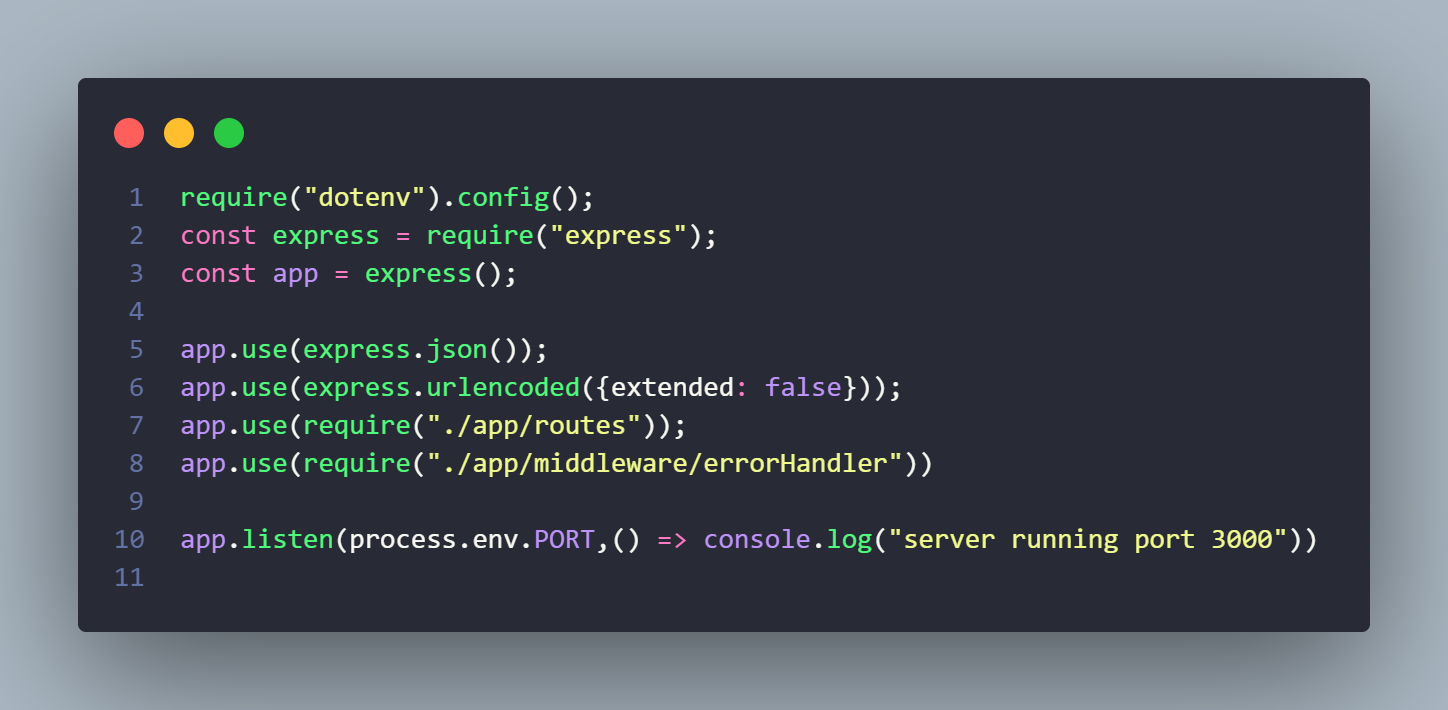 1 require("dotenv").config();
2 const express = require("express");
3 const app = express();
4
5 app.use(express.json());
6 app.use(express.urlencoded({extended: false}));
7 app.use(require("./app/routes"));
8 app.use(require("./app/middleware/errorHandler"))
9
10 app.listen(process.env.PORT,() => console.log("server running port 3000"))
11